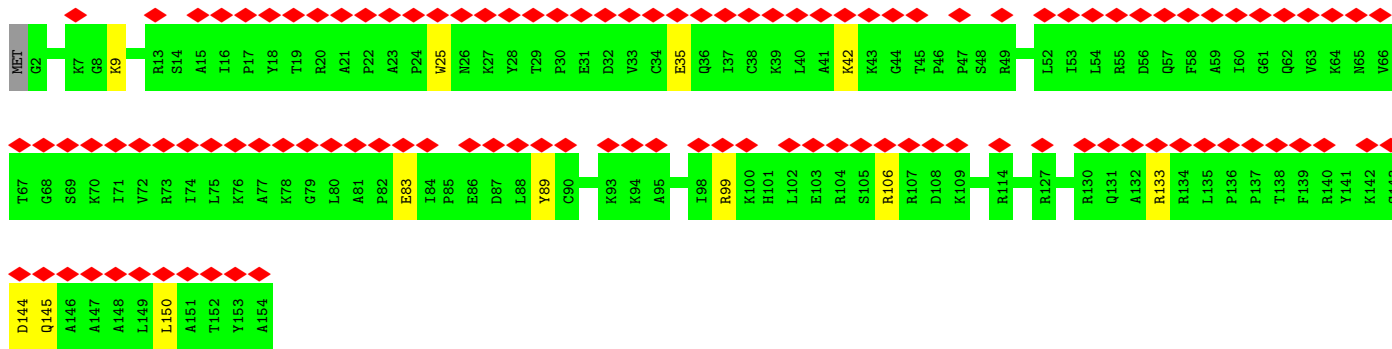 MET G2 K7 G8 K9 R13 S14 A15 I16 P17 Y18 T19 R20 A21 P22 A23 P24 W25 N26 K27 Y28 T29 P30 E31 D32 V33 C34 E35 Q36 I37 C38 K39 L40 A41 K42 K43 G44 T45 P46 P47 S48 R49 L52 I53 L54 R55 D56 Q57 F58 A59 I60 G61 Q62 V63 K64 N65 V66
T67 G68 S69 K70 I71 V72 R73 I74 L75 K76 A77 K78 G79 L80 A81 P82 E83 I84 P85 E86 D87 L88 Y89 C90 K93 K94 A95 I98 R99 K100 H101 L102 E103 R104 S105 R106 R107 D108 K109 R114 R127 R130 Q131 A132 R133 R134 L135 P136 P137 T138 F139 R140 Y141 K142
D144 Q145 A146 A147 A148 L149 L150 A151 T152 Y153 A154